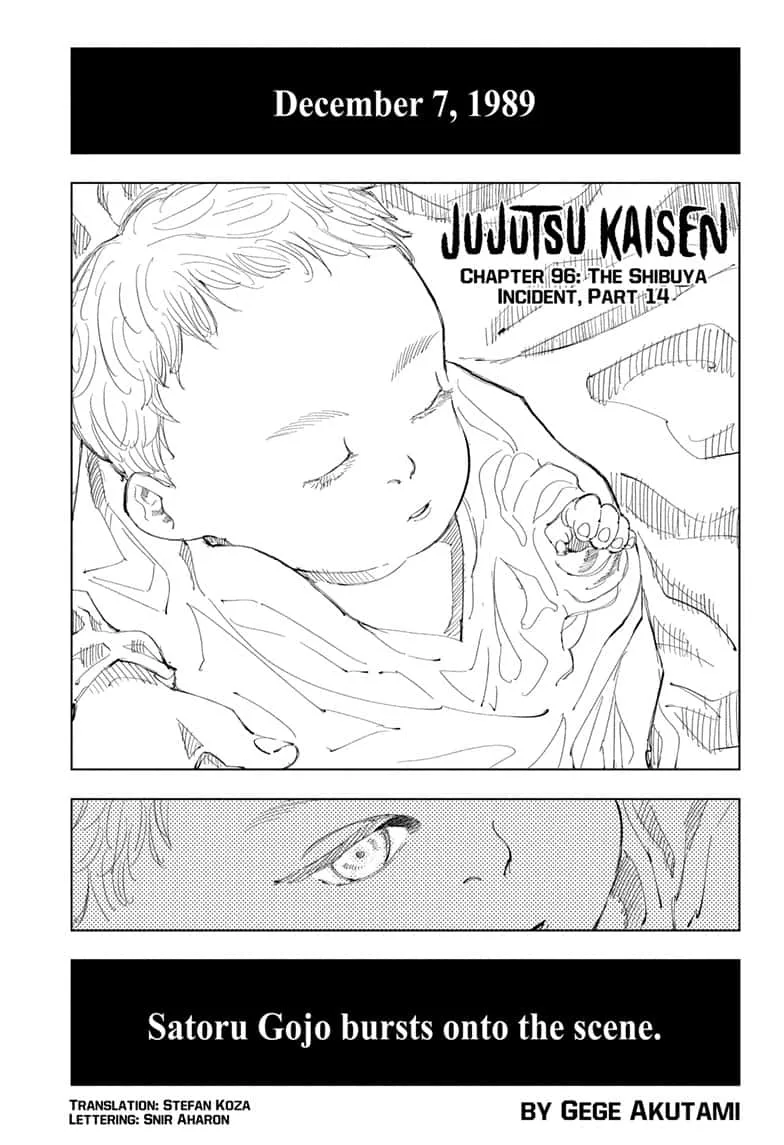 December 7, 1989
JUJUTSU KAISEN
CHAPTER 96: THE SHIBUYA
INCIDENT, PART 14
Satoru Gojo bursts onto the scene.
TRANSLATION: STEFAN KOZA
LETTERING: SNIR AHARON
BY GEGE AKUTAMI